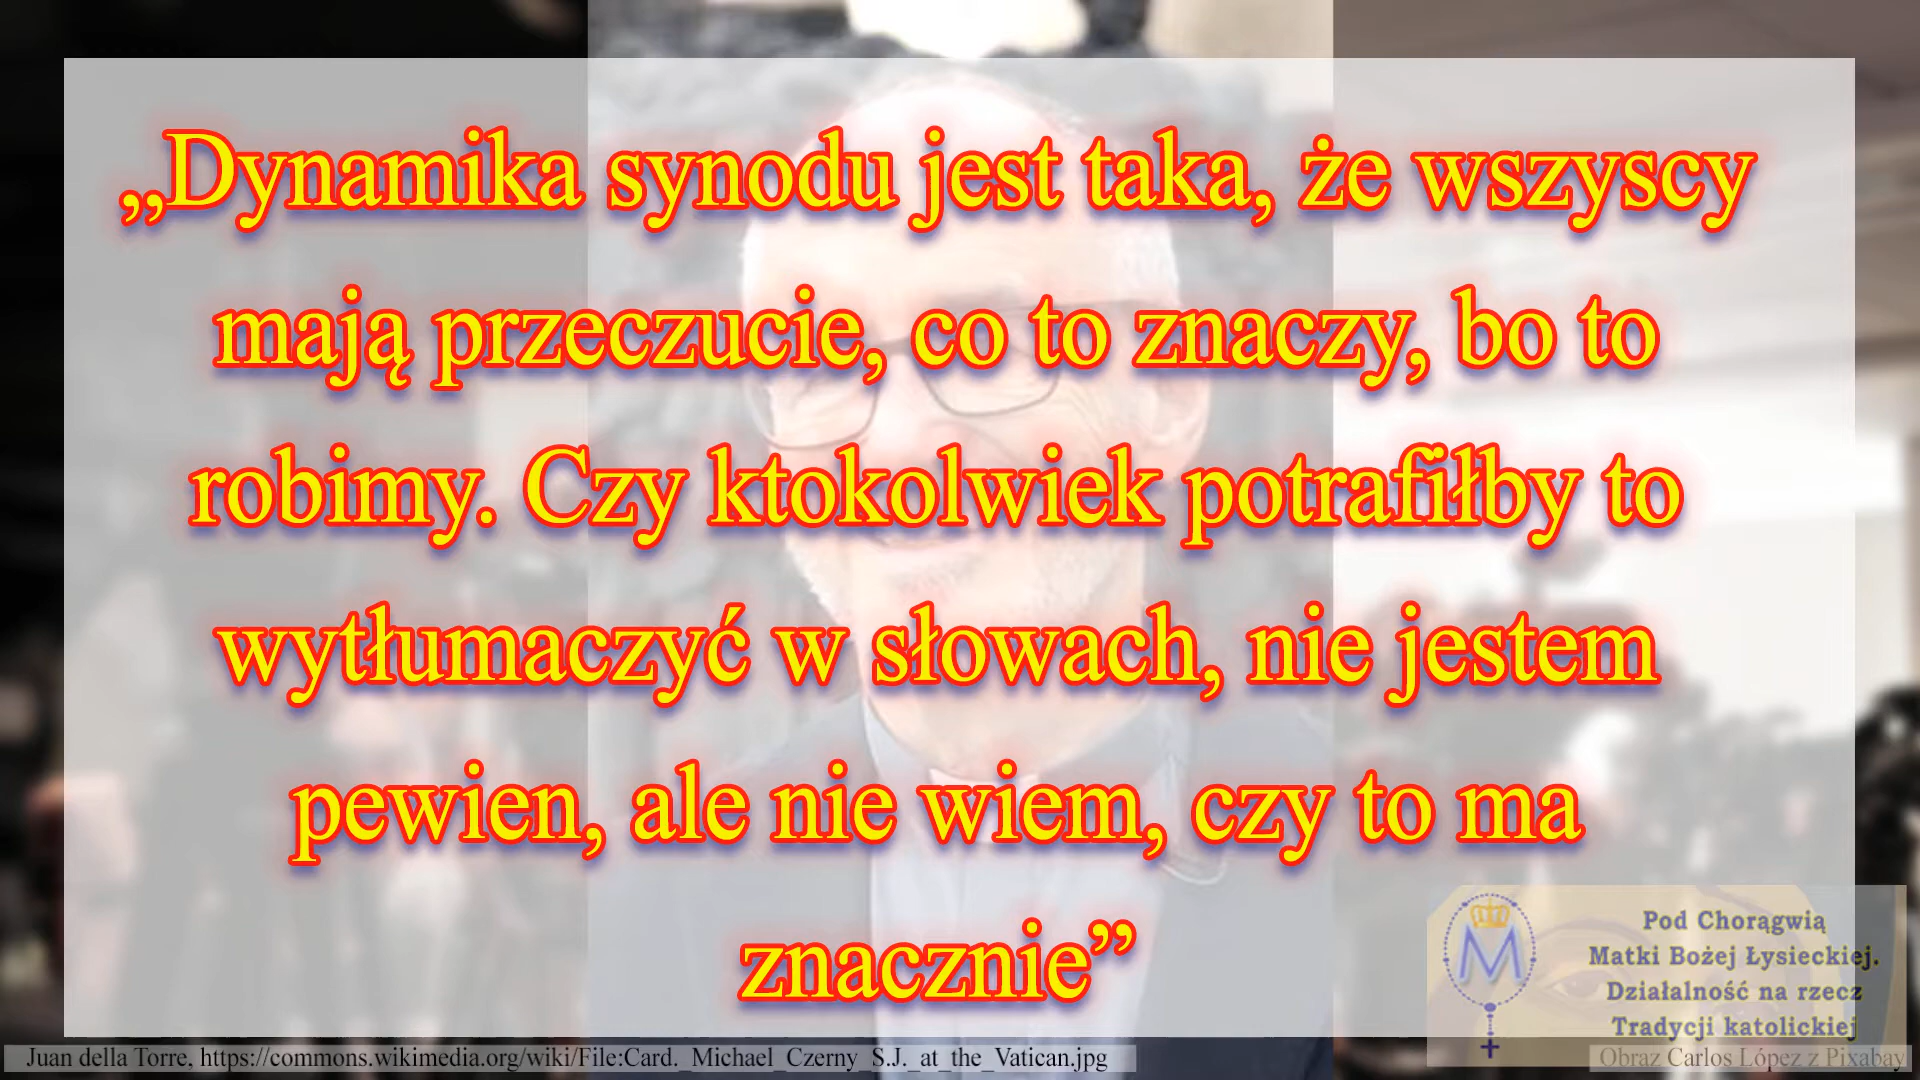 „Dynamika synodu jest taka, że wszyscy
mają przeczucie, co to znaczy, bo to
robimy. Czy ktokolwiek potrafiłby to
wytłumaczyć w słowach, nie jestem
pewien, ale nie wiem, czy to ma
znacznie”
Pod Chorągwią
Matki Bożej Łysieckiej.
Działalność na rzecz
Tradycji katolickiej
Juan della Torre, https://commons.wikimedia.org/wiki/File:Card._Michael_Czerny_S.J._at_the_Vatican.jpg
Obraz Carlos López z Pixabay